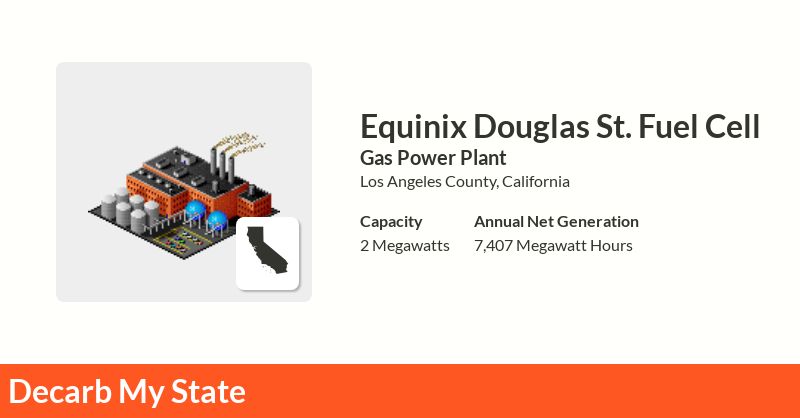 Equinix Douglas St. Fuel Cell
Gas Power Plant
Los Angeles County, California
Capacity
2 Megawatts
Annual Net Generation
7,407 Megawatt Hours
Decarb My State